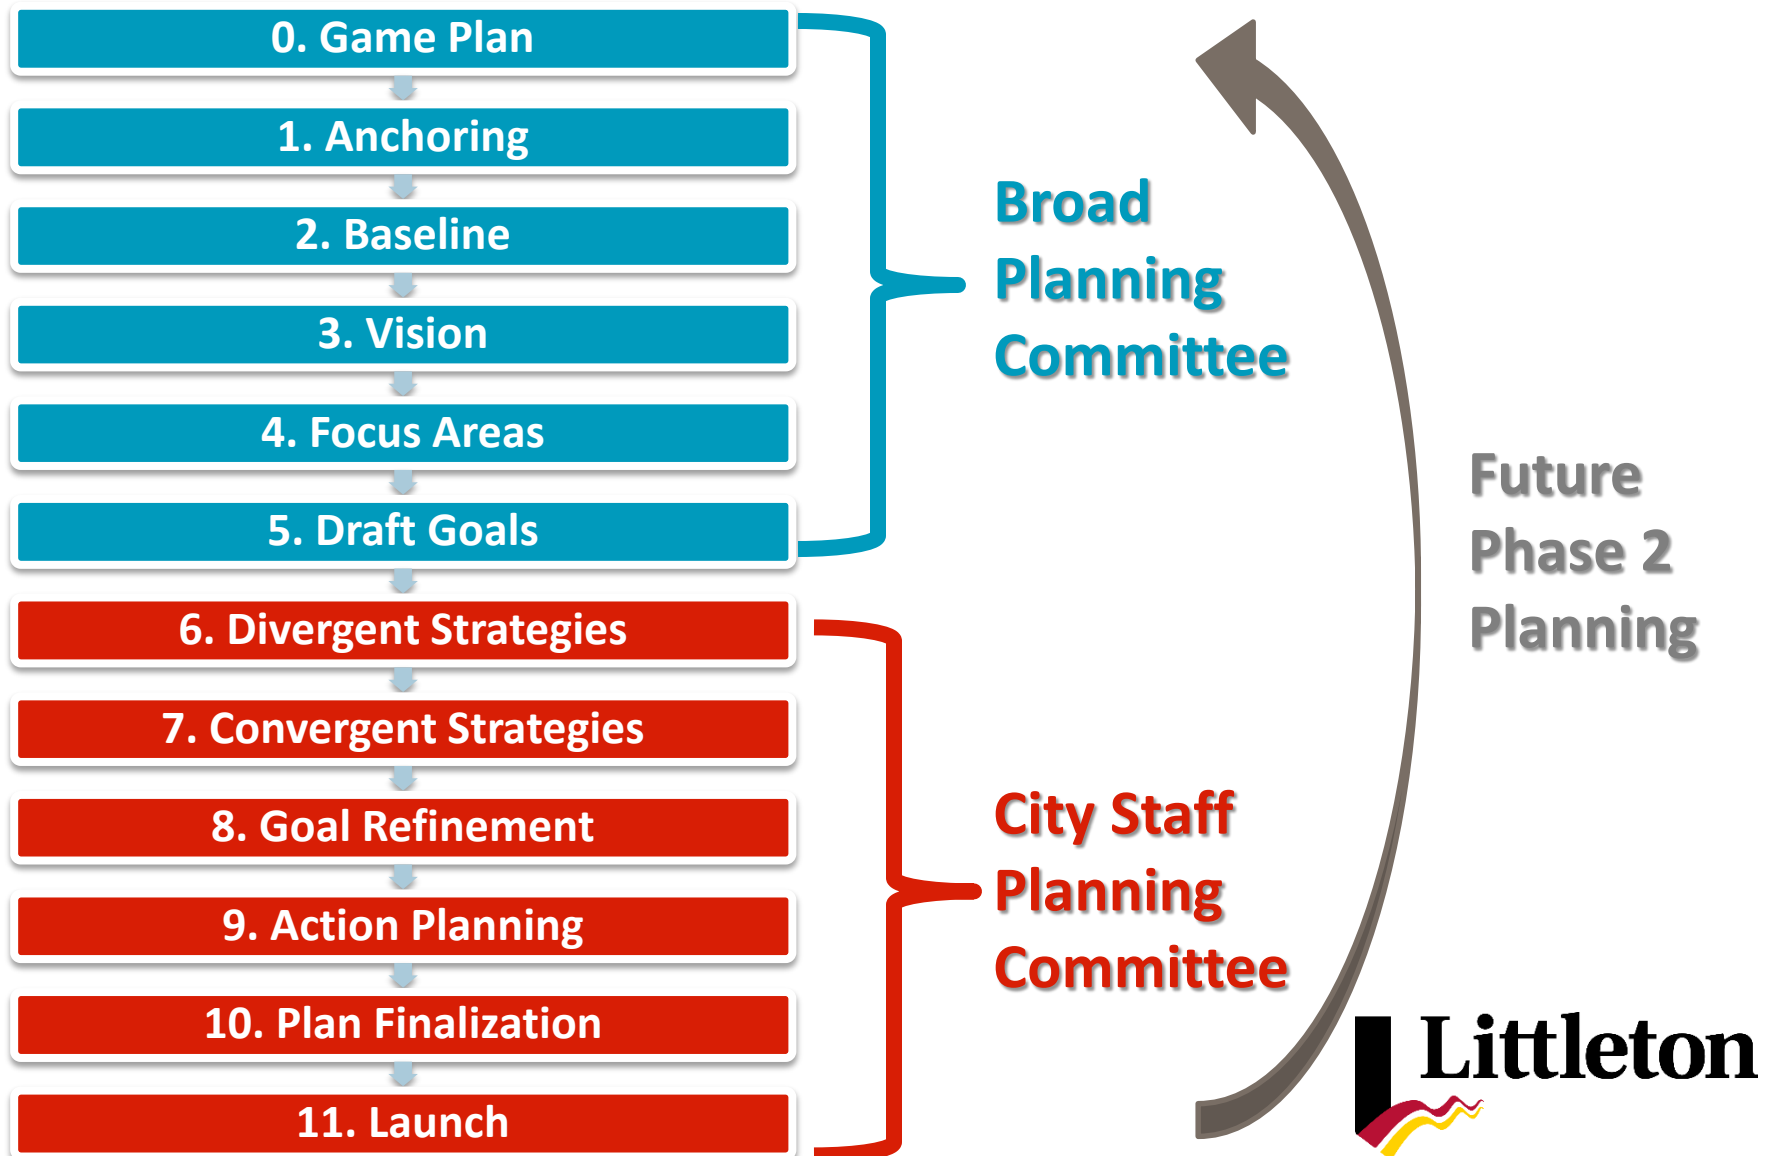 0. Game Plan
1. Anchoring
2. Baseline
3. Vision
4. Focus Areas
5. Draft Goals
6. Divergent Strategies
7. Convergent Strategies
8. Goal Refinement
9. Action Planning
10. Plan Finalization
11. Launch
Broad
Planning
Committee
City Staff
Planning
Committee
Future
Phase 2
Planning
Littleton